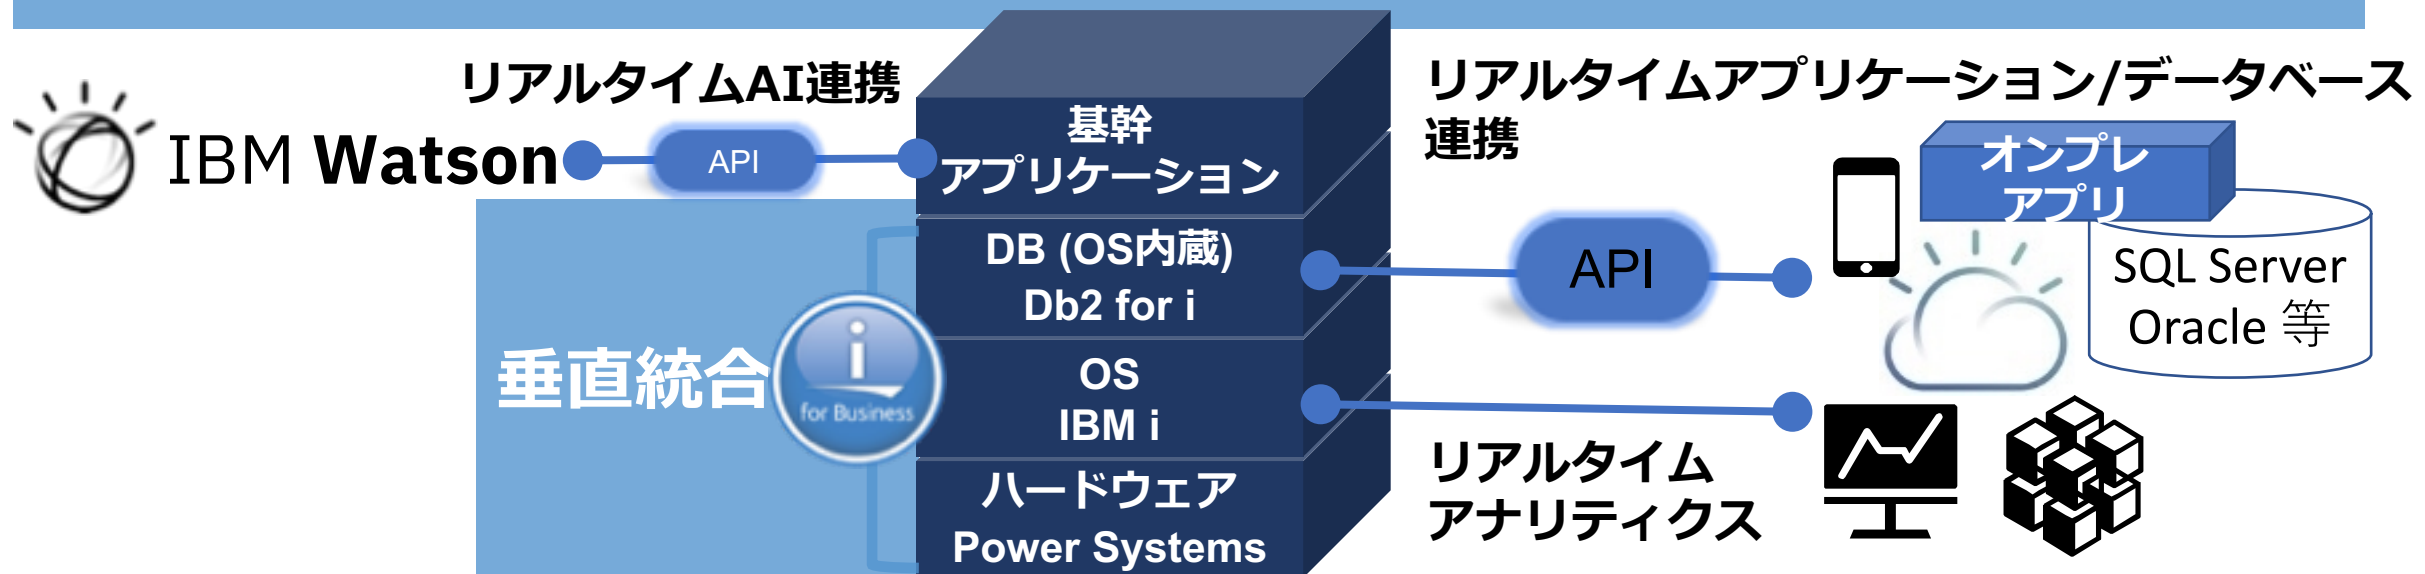 リアルタイムAI連携
IBM Watson
API
基幹
アプリケーション
DB (OS内蔵)
Db2 for i
OS
IBM i
ハードウェア
Power Systems
垂直統合
i
for Business
リアルタイムアプリケーション/データベース
連携
API
オンプレ
アプリ
SQL Server
Oracle 等
リアルタイム
アナリティクス